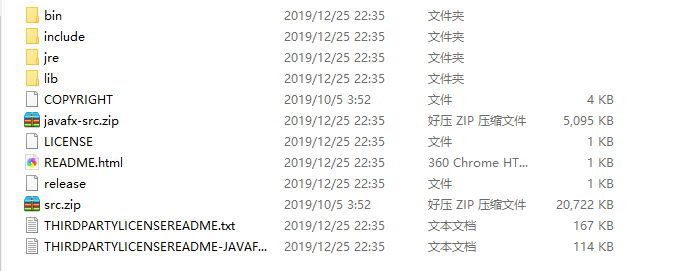 bin 2019/12/25 22:35 文件夹
include 2019/12/25 22:35 文件夹
jre 2019/12/25 22:35 文件夹
lib 2019/12/25 22:35 文件夹
COPYRIGHT 2019/10/5 3:52 文件 4 KB
javafx-src.zip 2019/12/25 22:35 好压 ZIP 压缩文件 5,095 KB
LICENSE 2019/12/25 22:35 文件 1 KB
README.html 2019/12/25 22:35 360 Chrome HT... 1 KB
release 2019/12/25 22:35 文件 1 KB
src.zip 2019/10/5 3:52 好压 ZIP 压缩文件 20,722 KB
THIRDPARTYLICENSEREADME.txt 2019/12/25 22:35 文本文档 167 KB
THIRDPARTYLICENSEREADME-JAVAF... 2019/12/25 22:35 文本文档 114 KB